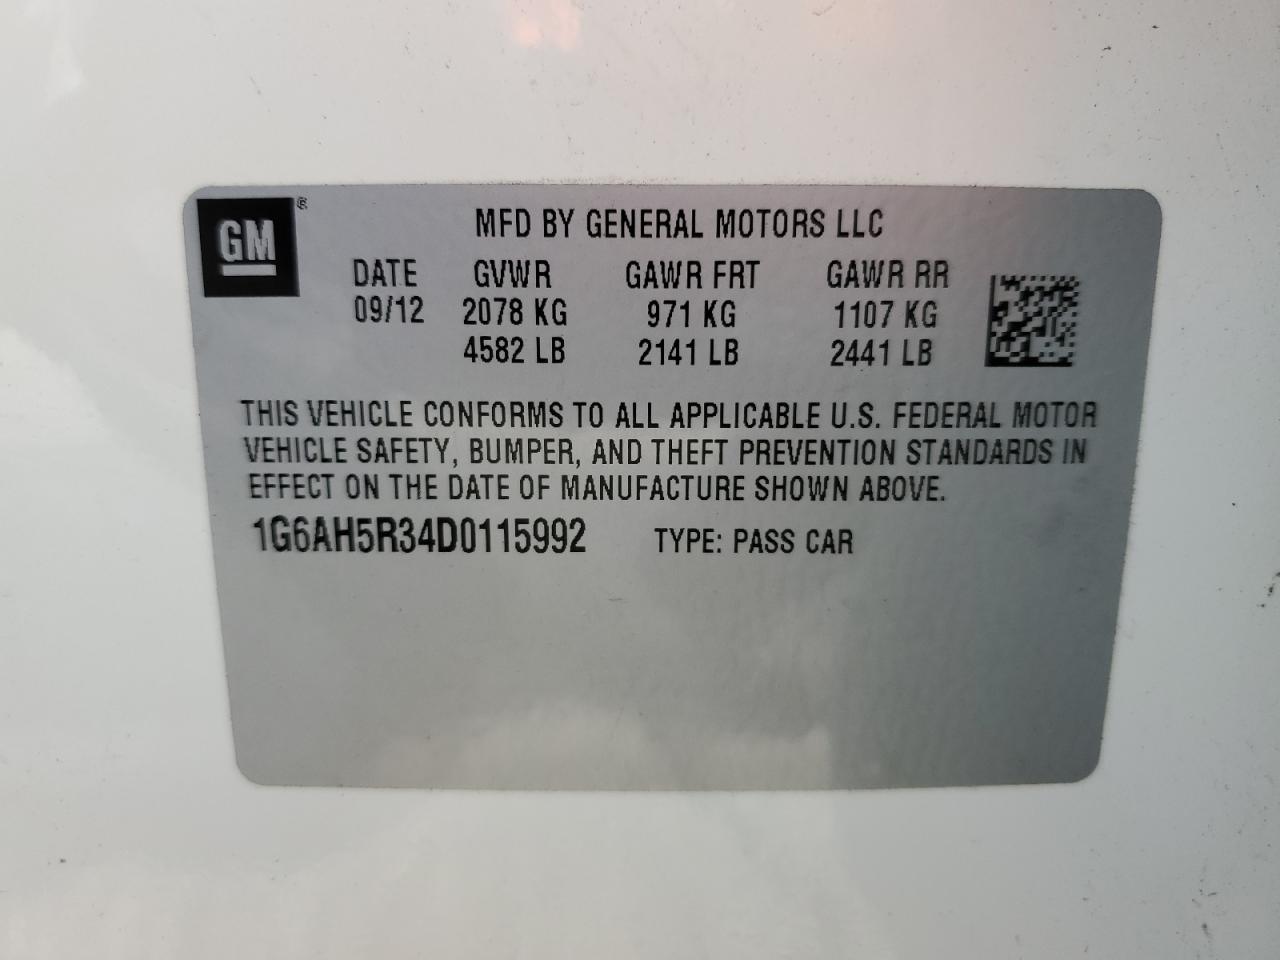 GM ®
MFD BY GENERAL MOTORS LLC
DATE GVWR GAWR FRT GAWR RR
09/12 2078 KG 971 KG 1107 KG
4582 LB 2141 LB 2441 LB
THIS VEHICLE CONFORMS TO ALL APPLICABLE U.S. FEDERAL MOTOR
VEHICLE SAFETY, BUMPER, AND THEFT PREVENTION STANDARDS IN
EFFECT ON THE DATE OF MANUFACTURE SHOWN ABOVE.
1G6AH5R34D0115992 TYPE: PASS CAR